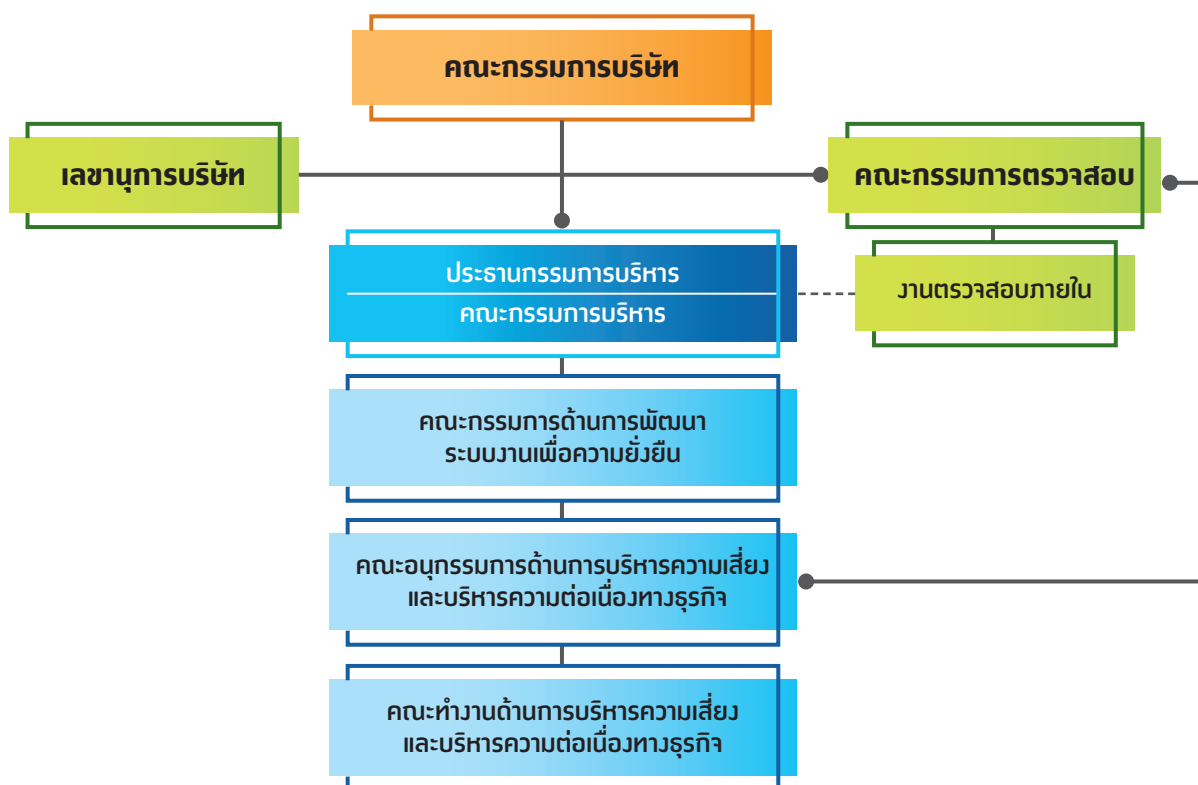 คณะกรรมการบริษัท
เลขานุการบริษัท
คณะกรรมการตรวจสอบ
ประธานกรรมการบริหาร
คณะกรรมการบริหาร
งานตรวจสอบภายใน
คณะกรรมการด้านการพัฒนา
ระบบงานเพื่อความยั่งยืน
คณะอนุกรรมการด้านการบริหารความเสี่ยง
และบริหารความต่อเนื่องทางธุรกิจ
คณะทำงานด้านการบริหารความเสี่ยง
และบริหารความต่อเนื่องทางธุรกิจ